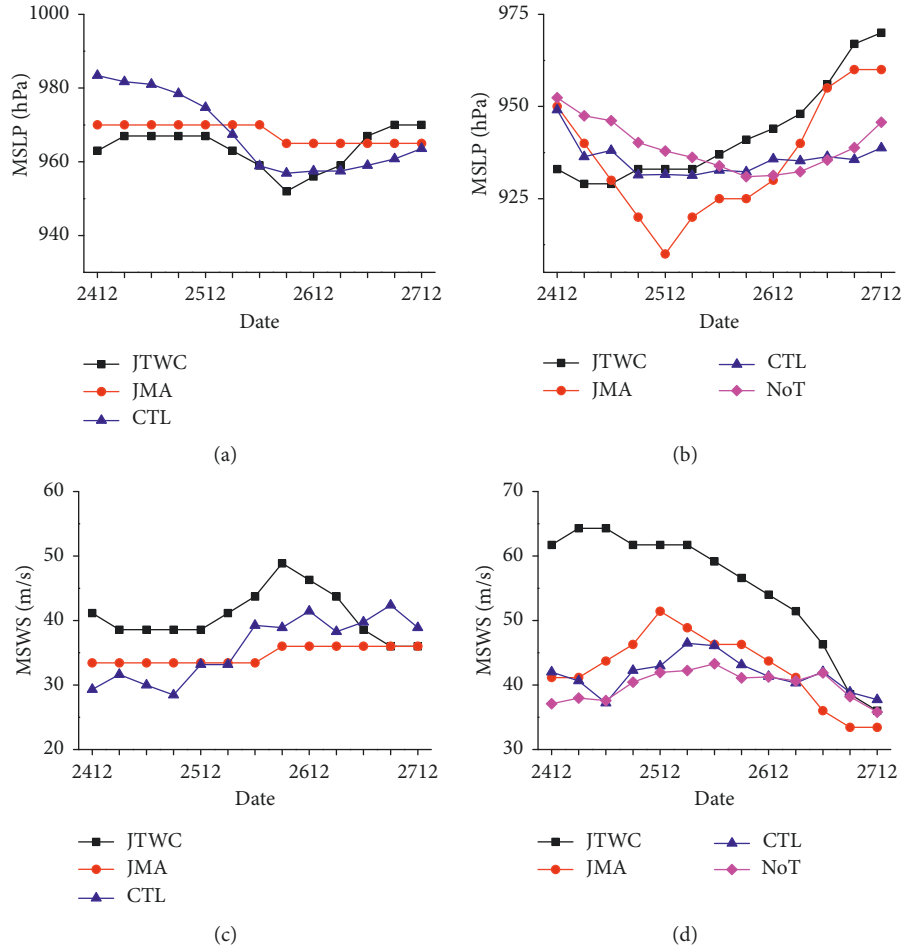 1000
980
960
940
MSLP (hPa)
2412 2512 2612 2712
Date
JTWC
JMA
CTL
(a)
975
950
925
MSLP (hPa)
2412 2512 2612 2712
Date
JTWC CTL
JMA NoT
(b)
60
50
40
30
20
MSWS (m/s)
2412 2512 2612 2712
Date
JTWC
JMA
CTL
(c)
70
60
50
40
30
MSWS (m/s)
2412 2512 2612 2712
Date
JTWC CTL
JMA NoT
(d)